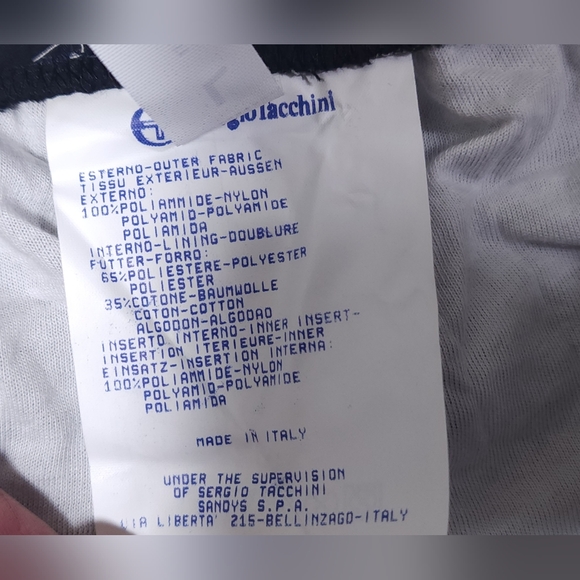 gioTacchini
ESTERNO-OUTER FABRIC
TISSU EXTERIEUR-AUSSEN
EXTERNO:
100%POLIAMMIDE-NYLON
POLYAMID-POLYAMIDE
POLIAMIDA
INTERNO-LINING-DOUBLURE
FUTTER-FORRO:
65%POLIESTERE-POLYESTER
POLIESTER
35%COTONE-BAUMWOLLE
COTON-COTTON
ALGODON-ALGODAO
INSERTO INTERNO-INNER INSERT-
INSERTION ITERIEURE-INNER
EINSATZ-INSERTION INTERNA:
100%POLIAMMIDE-NYLON
POLYAMID-POLYAMIDE
POLIAMIDA
MADE IN ITALY
UNDER THE SUPERVISION
OF SERGIO TACCHINI
SANDYS S.P.A.
VIA LIBERTA' 215-BELLINZAGO-ITALY